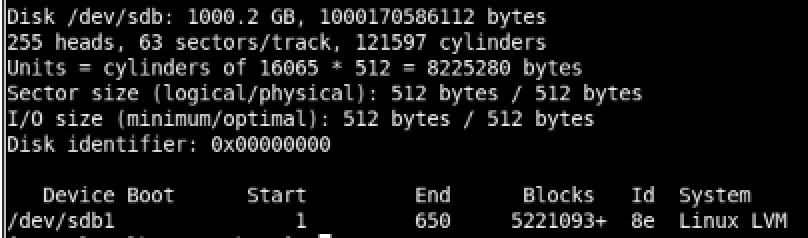 Disk /dev/sdb: 1000.2 GB, 1000170586112 bytes
255 heads, 63 sectors/track, 121597 cylinders
Units = cylinders of 16065 * 512 = 8225280 bytes
Sector size (logical/physical): 512 bytes / 512 bytes
I/O size (minimum/optimal): 512 bytes / 512 bytes
Disk identifier: 0x00000000
Device Boot Start End Blocks Id System
/dev/sdb1 1 650 5221093+ 8e Linux LVM